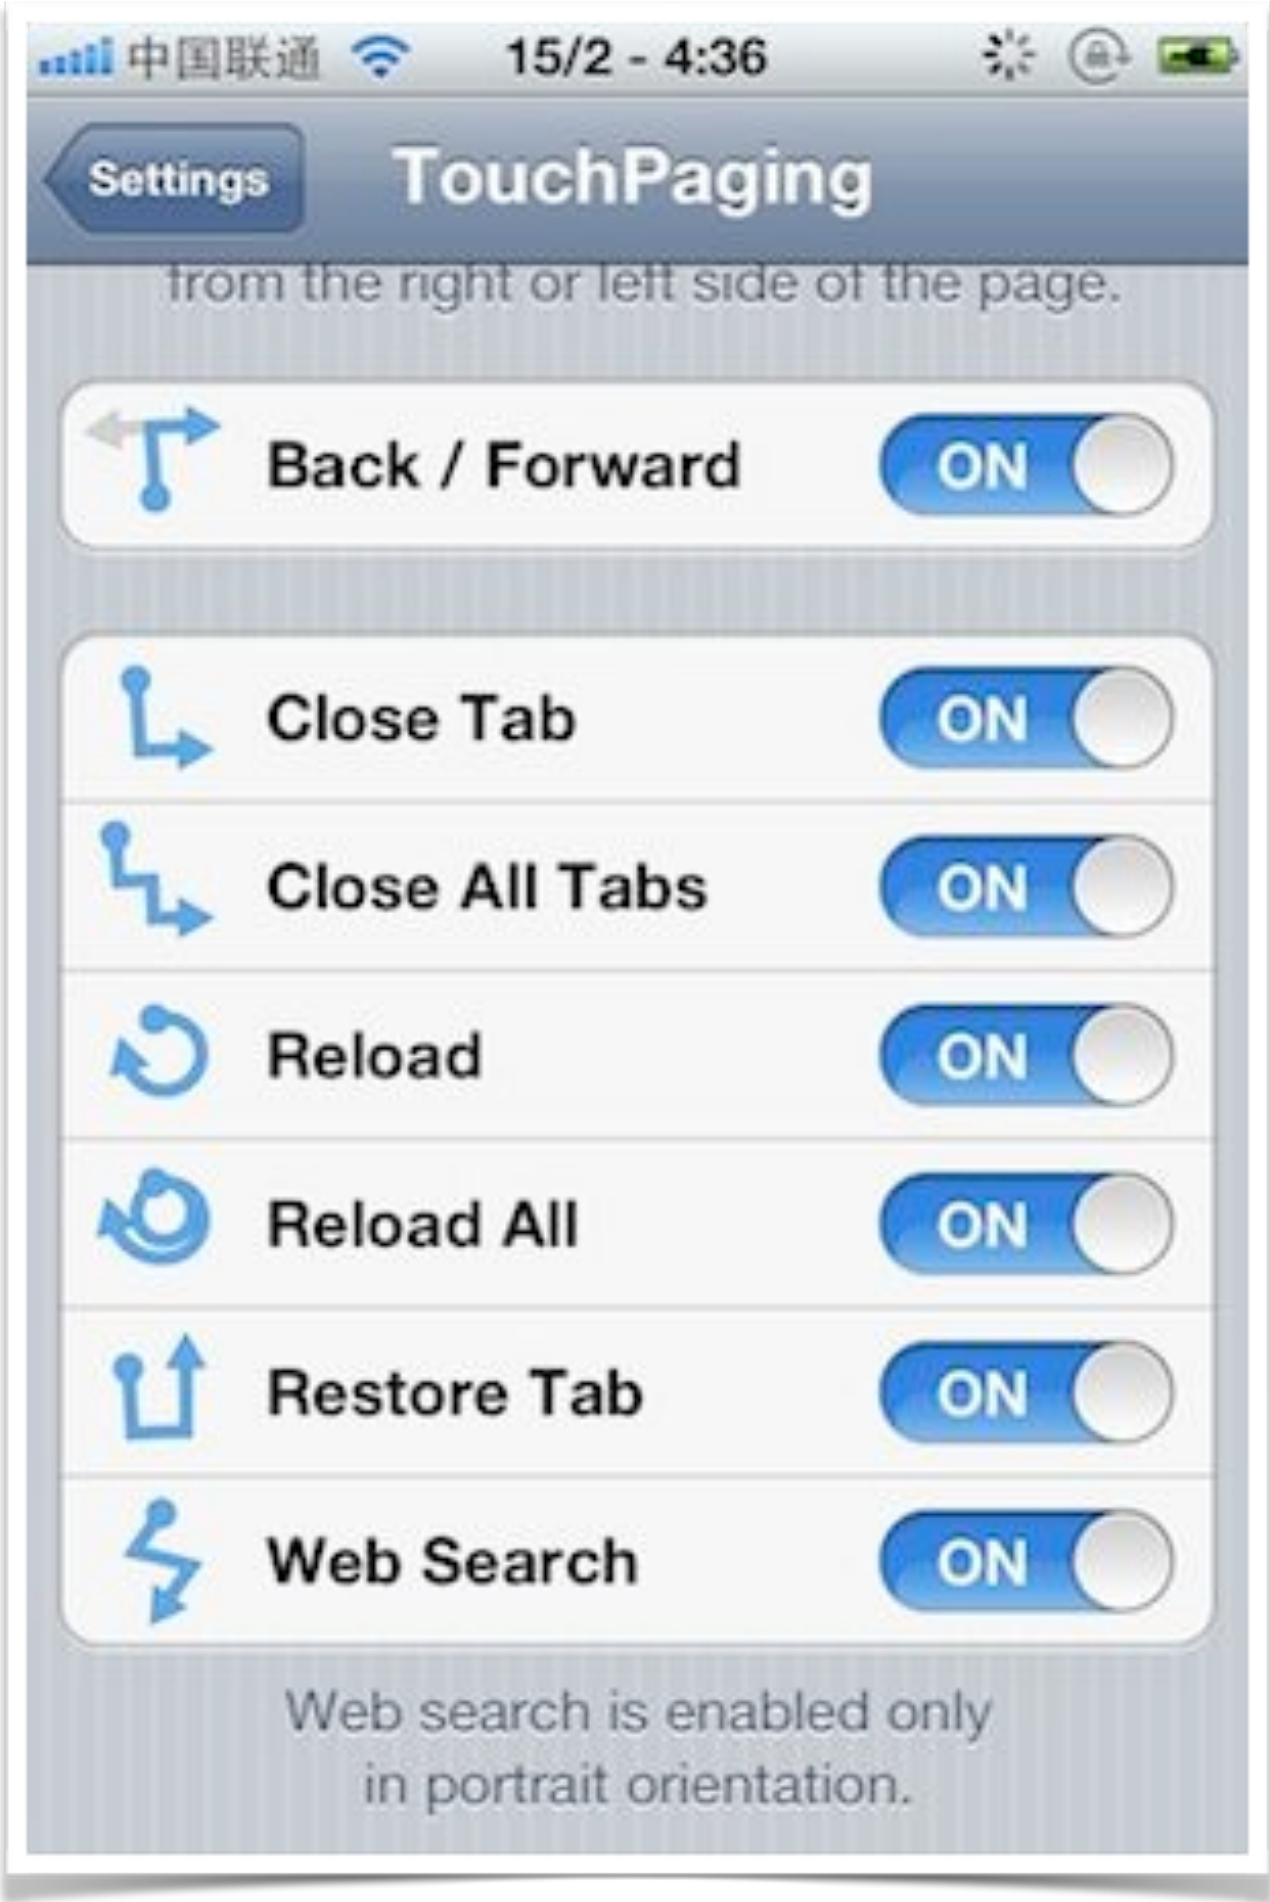 中国联通 15/2 - 4:36
Settings TouchPaging
from the right or left side of the page.
Back / Forward ON
Close Tab ON
Close All Tabs ON
Reload ON
Reload All ON
Restore Tab ON
Web Search ON
Web search is enabled only
in portrait orientation.